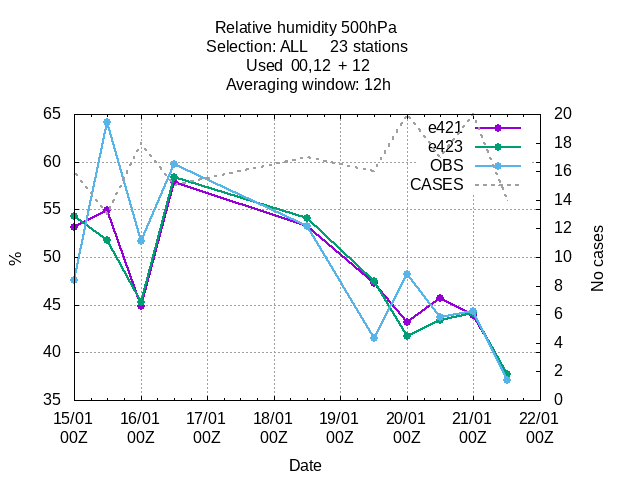 Relative humidity 500hPa
Selection: ALL 23 stations
Used 00,12 + 12
Averaging window: 12h
65 20
e421
18
e423
60
OBS
16
CASES
14
55
12
50
10
%
No cases
8
45
6
4
40
2
35 0
15/01 16/01 17/01 18/01 19/01 20/01 21/01 22/01
00Z 00Z 00Z 00Z 00Z 00Z 00Z 00Z
Date